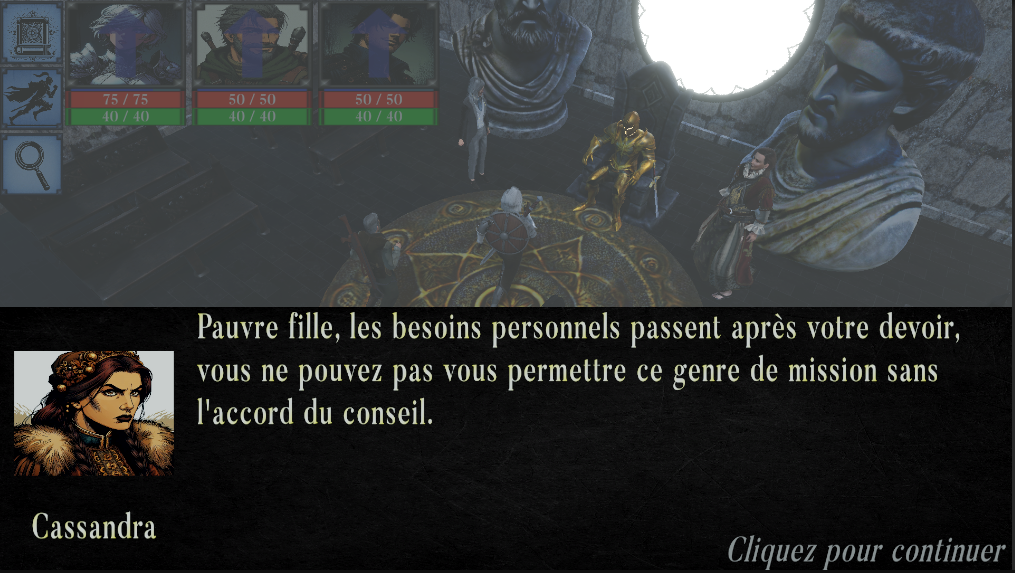 75 / 75
50 / 50
50 / 50
40 / 40
40 / 40
40 / 40
Pauvre fille, les besoins personnels passent après votre devoir,
vous ne pouvez pas vous permettre ce genre de mission sans
l'accord du conseil.
Cassandra
Cliquez pour continuer